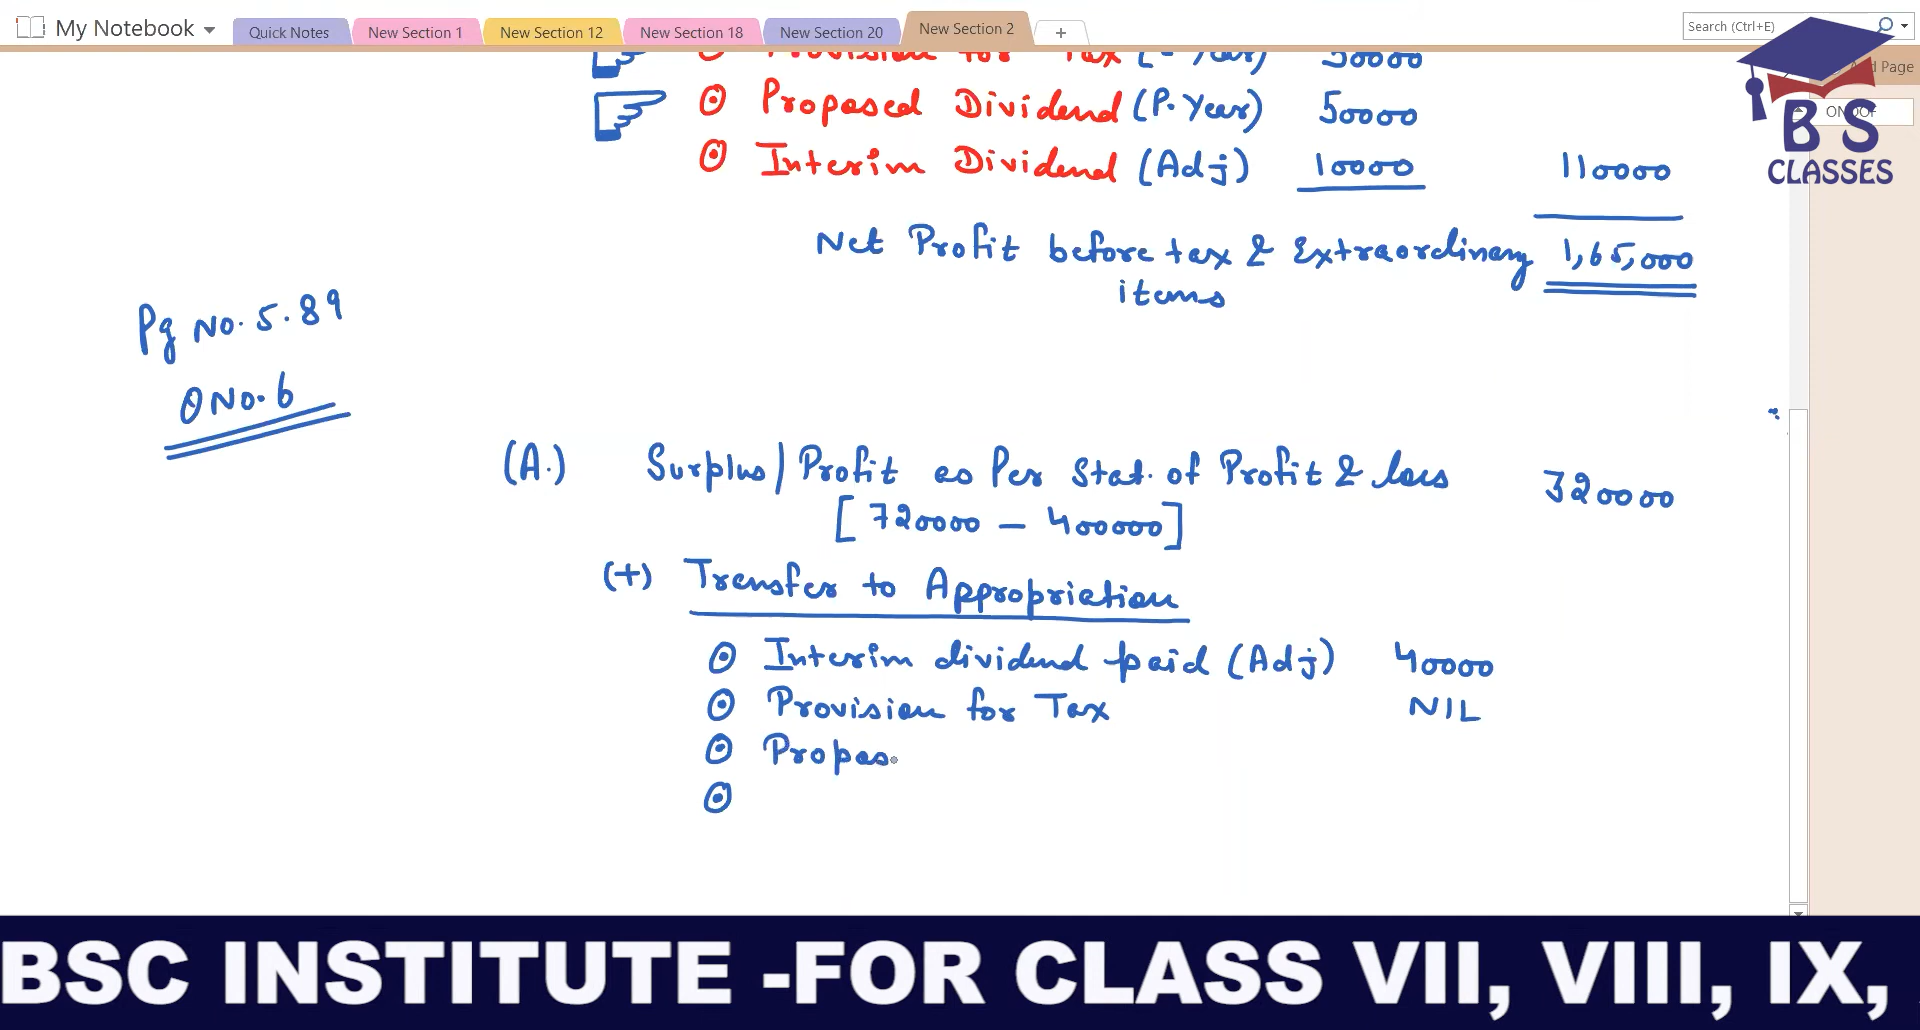 My Notebook Quick Notes New Section 1 New Section 12 New Section 18 New Section 20 New Section 2 + Search (Ctrl+E)
Page
Provision for Tax
Proposed Dividend (P. Year) 50000
Interim Dividend (Adj) 10000 110000
B S
CLASSES
Net Profit before tax & Extraordinary 1,65,000
items
Pg No. 5.89
Q No. 6
(A.) Surplus/Profit as Per Stat. of Profit & loss 320000
[720000 - 400000]
(+) Transfer to Appropriation
Interim dividend paid (Adj) 40000
Provision for Tax NIL
Propos
BSC INSTITUTE -FOR CLASS VII, VIII, IX,